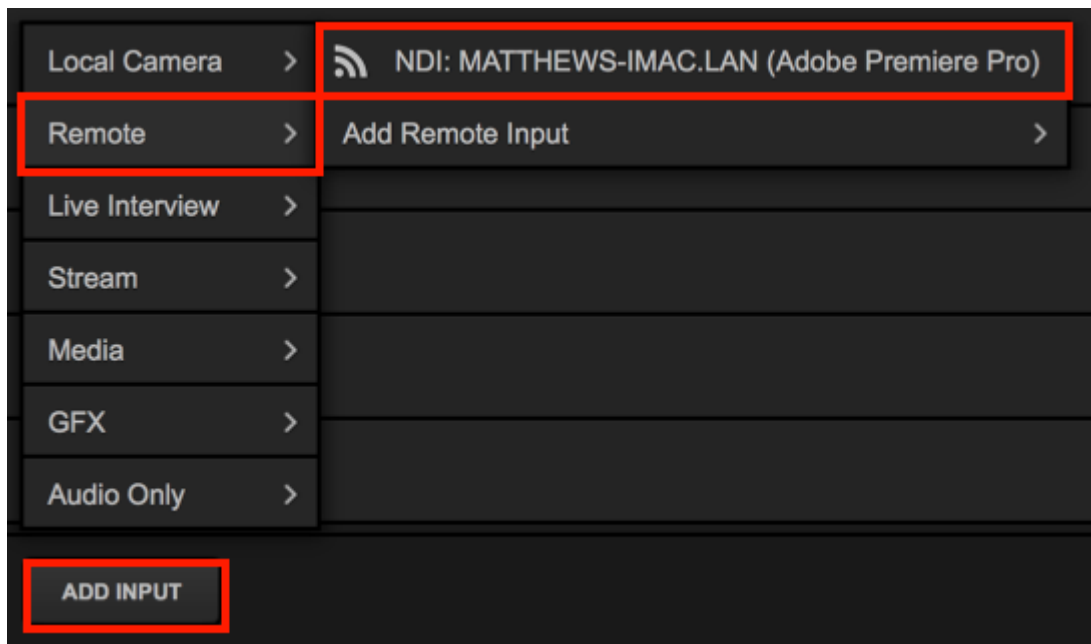 Local Camera
NDI: MATTHEWS-IMAC.LAN (Adobe Premiere Pro)
Remote
Add Remote Input
Live Interview
Stream
Media
GFX
Audio Only
ADD INPUT